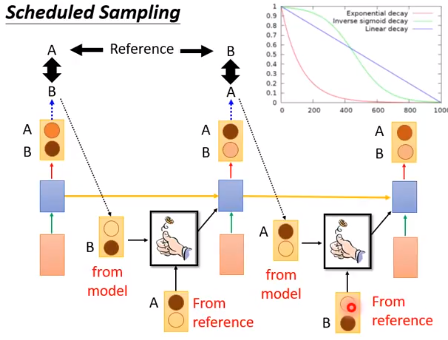 Scheduled Sampling
A
Reference
B
B
A
A
B
A
B
A
B
B
from
model
A
From
reference
A
from
model
B
From
reference
1
0.9
0.8
0.7
0.6
0.5
0.4
0.3
0.2
0.1
0
0 200 400 600 800 1000
Exponential decay
Inverse sigmoid decay
Linear decay